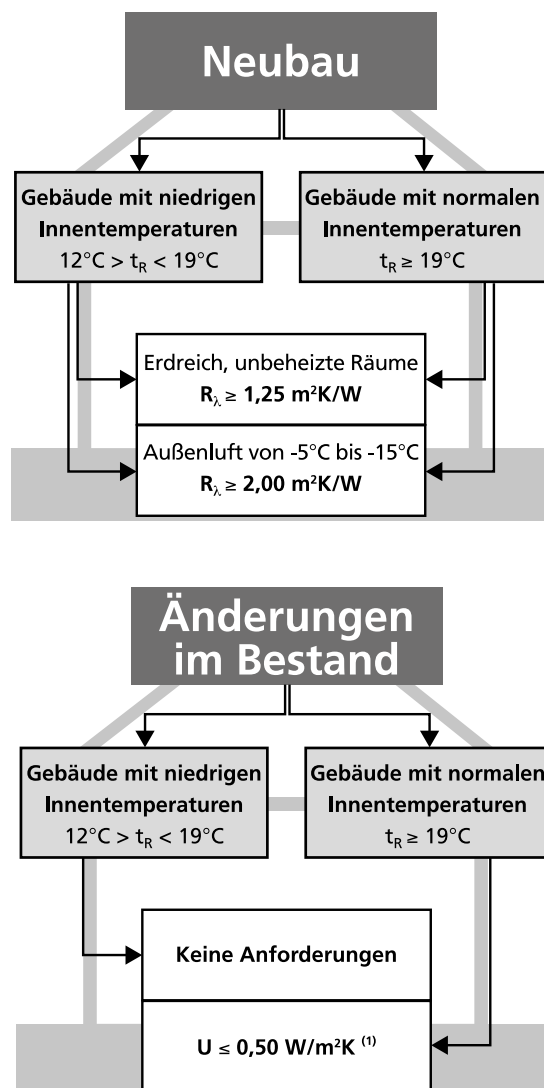 Neubau
Gebäude mit niedrigen
Innentemperaturen
12°C > tR < 19°C
Gebäude mit normalen
Innentemperaturen
tR ≥ 19°C
Erdreich, unbeheizte Räume
Rλ ≥ 1,25 m²K/W
Außenluft von -5°C bis -15°C
Rλ ≥ 2,00 m²K/W
Änderungen
im Bestand
Gebäude mit niedrigen
Innentemperaturen
12°C > tR < 19°C
Gebäude mit normalen
Innentemperaturen
tR ≥ 19°C
Keine Anforderungen
U ≤ 0,50 W/m²K (1)